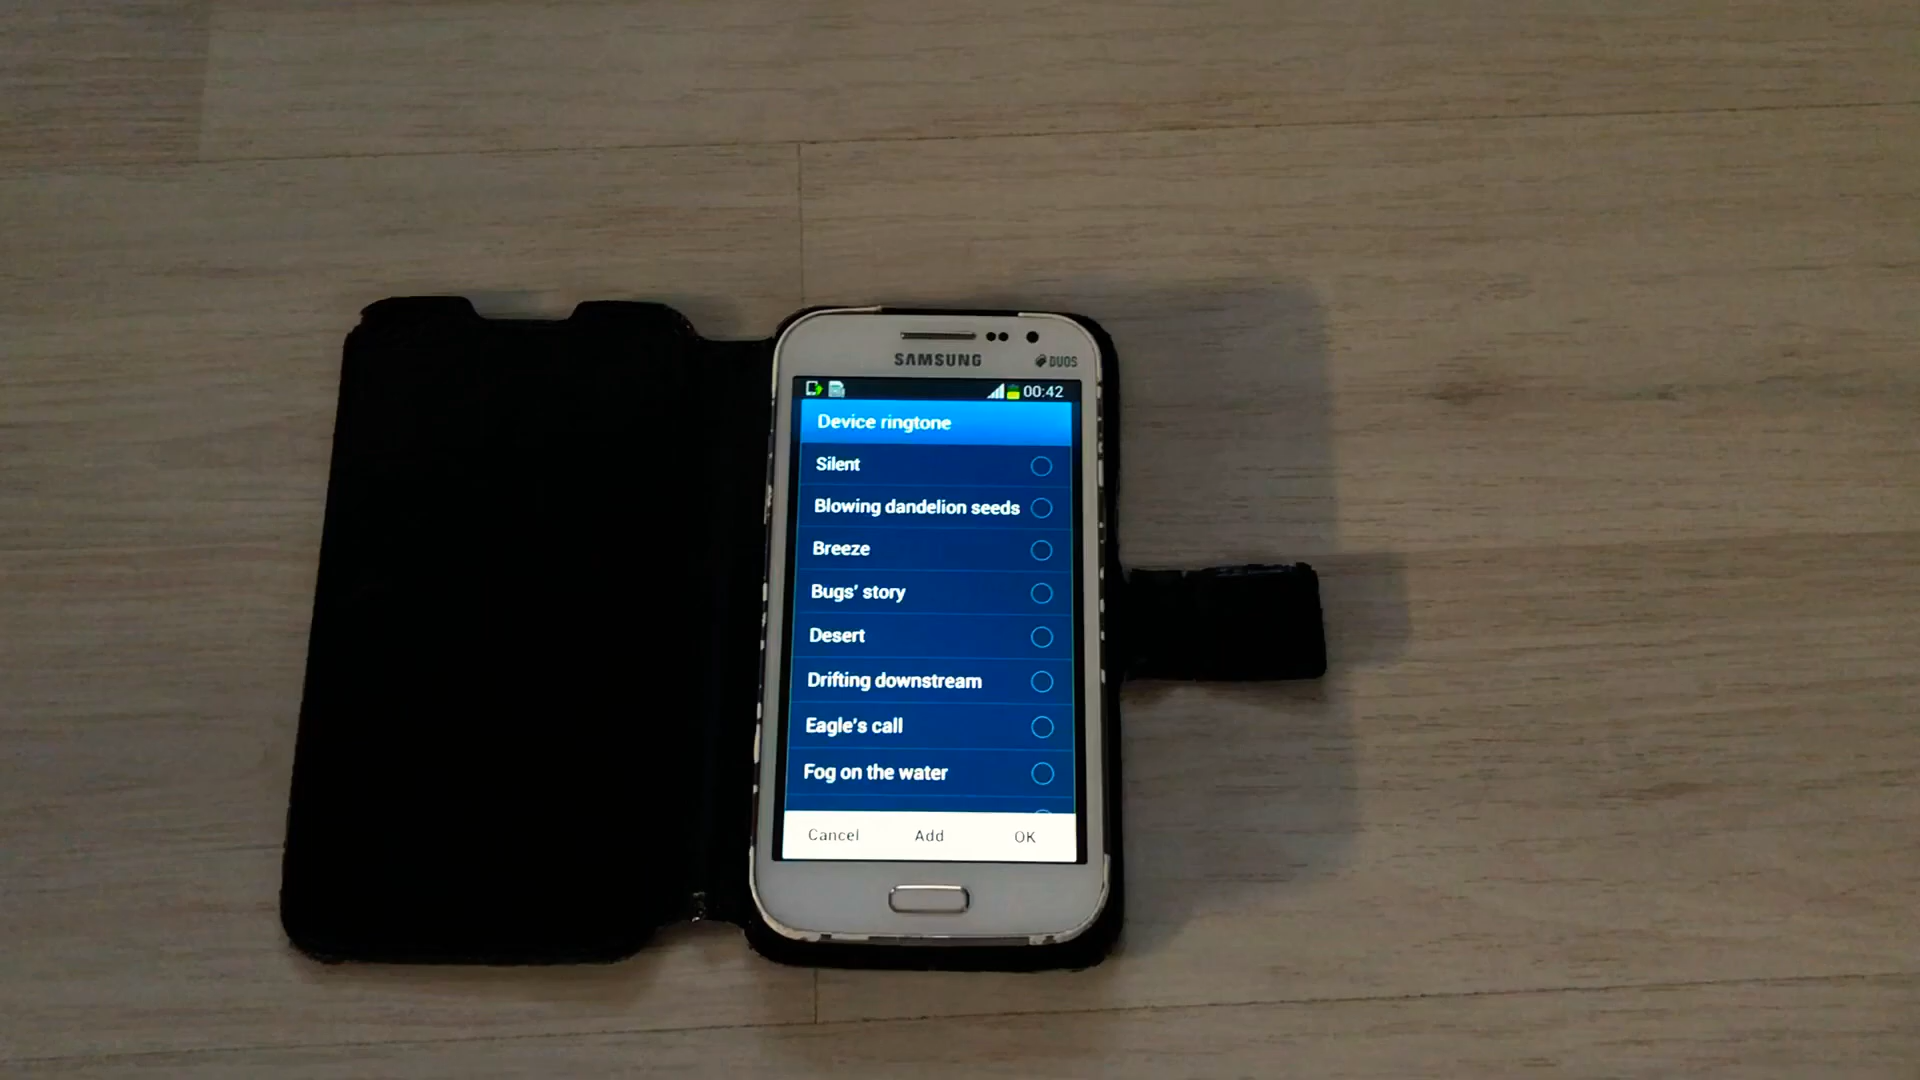 SAMSUNG
DUOS
00:42
Device ringtone
Silent
Blowing dandelion seeds
Breeze
Bugs' story
Desert
Drifting downstream
Eagle's call
Fog on the water
Cancel Add OK